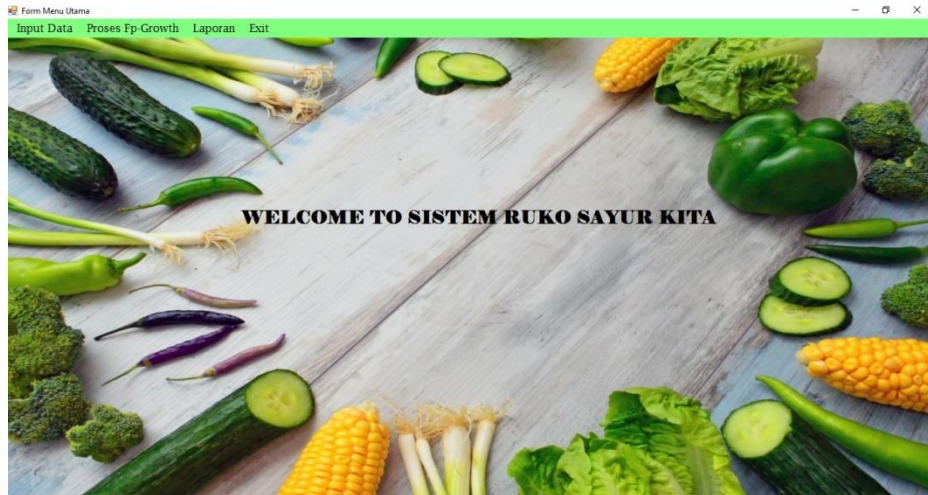 Form Menu Utama
Input Data Proses Fp-Growth Laporan Exit
WELCOME TO SISTEM RUKO SAYUR KITA